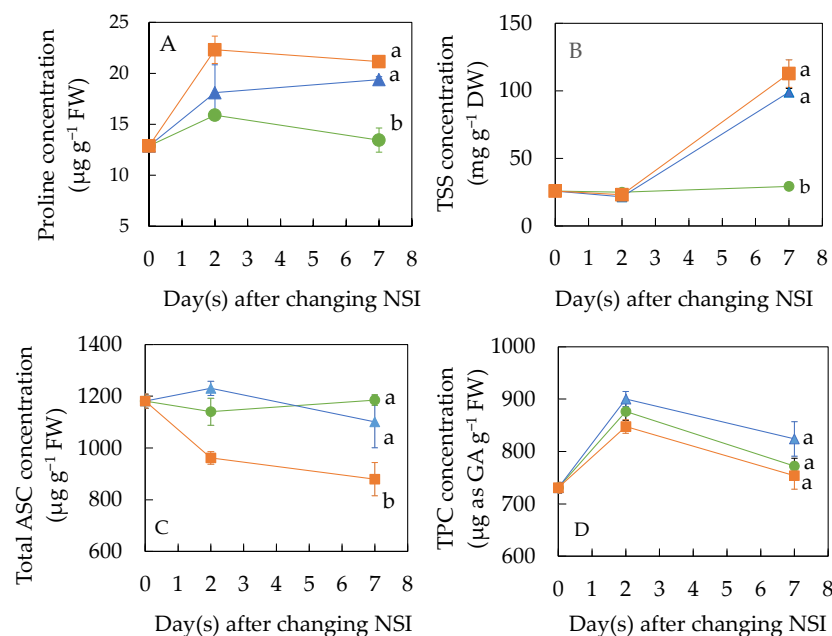 A
Proline concentration
(µg g⁻¹ FW)
25
20
15
10
5
a
a
b
0 1 2 3 4 5 6 7 8
Day(s) after changing NSI
B
TSS concentration
(mg g⁻¹ DW)
150
100
50
0
a
a
b
0 1 2 3 4 5 6 7 8
Day(s) after changing NSI
C
Total ASC concentration
(µg g⁻¹ FW)
1400
1200
1000
800
600
a
a
b
0 1 2 3 4 5 6 7 8
Day(s) after changing NSI
D
TPC concentration
(µg as GA g⁻¹ FW)
1000
900
800
700
600
a
a
a
0 1 2 3 4 5 6 7 8
Day(s) after changing NSI